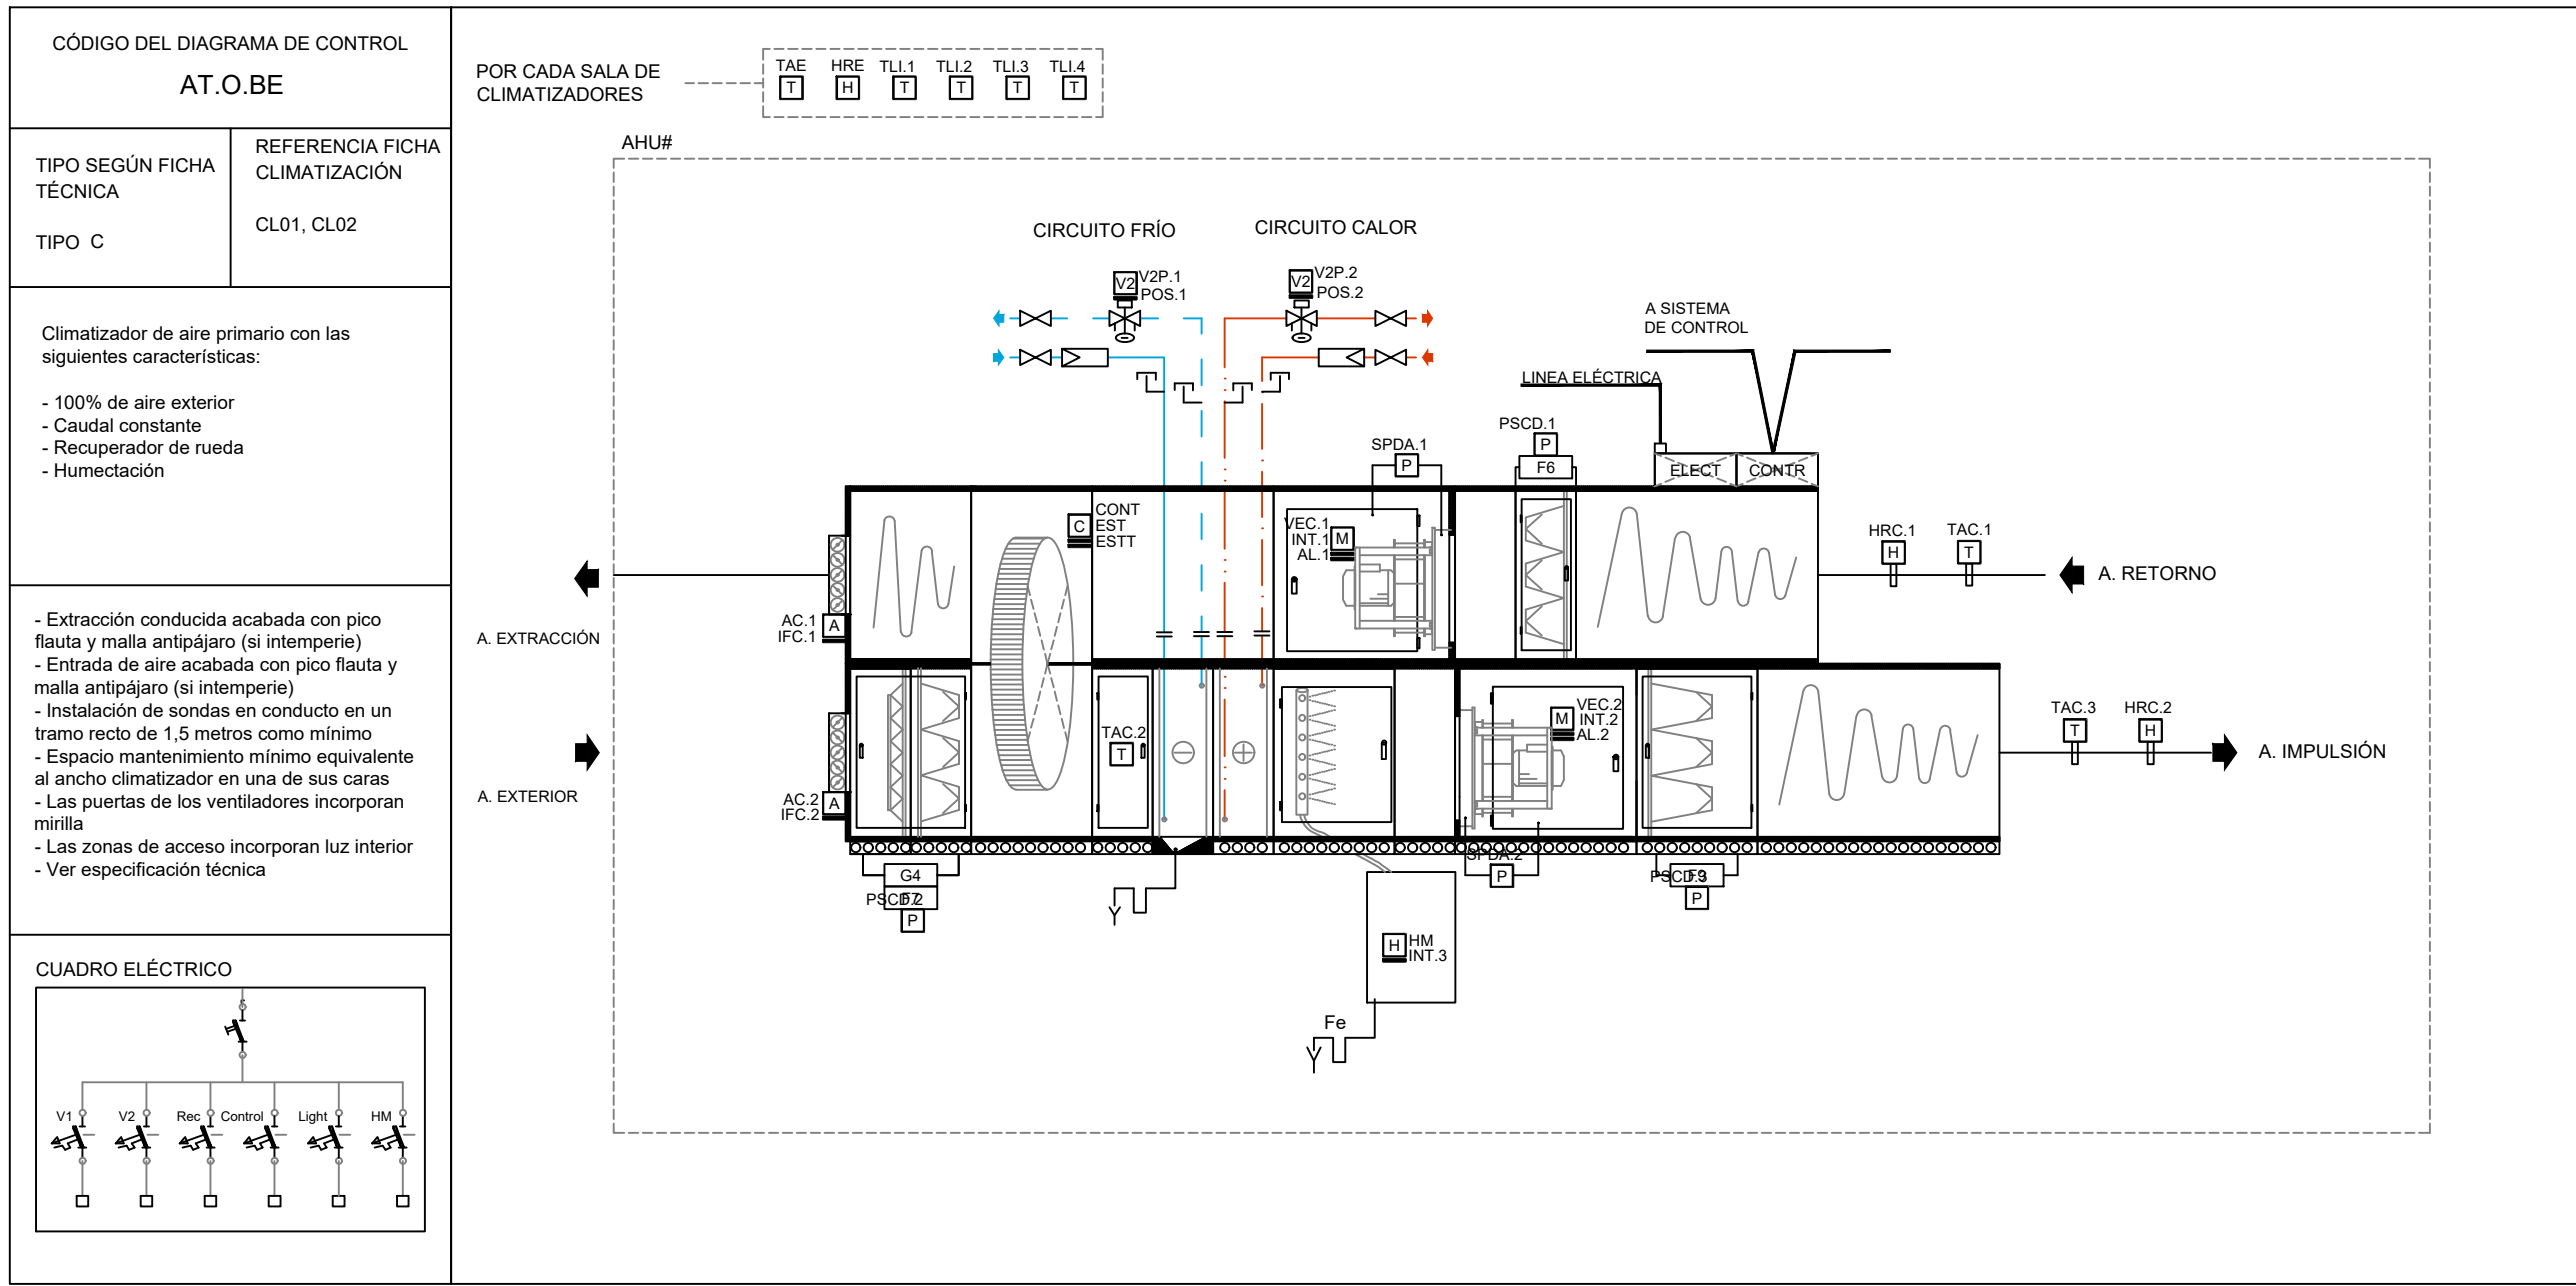 CÓDIGO DEL DIAGRAMA DE CONTROL
AT.O.BE
TIPO SEGÚN FICHA
TÉCNICA
TIPO C
REFERENCIA FICHA
CLIMATIZACIÓN
CL01, CL02
Climatizador de aire primario con las
siguientes características:
- 100% de aire exterior
- Caudal constante
- Recuperador de rueda
- Humectación
- Extracción conducida acabada con pico
flauta y malla antipájaro (si intemperie)
- Entrada de aire acabada con pico flauta y
malla antipájaro (si intemperie)
- Instalación de sondas en conducto en un
tramo recto de 1,5 metros como mínimo
- Espacio mantenimiento mínimo equivalente
al ancho climatizador en una de sus caras
- Las puertas de los ventiladores incorporan
mirilla
- Las zonas de acceso incorporan luz interior
- Ver especificación técnica
CUADRO ELÉCTRICO
V1 V2 Rec Control Light HM
POR CADA SALA DE
CLIMATIZADORES
TAE HRE TLI.1 TLI.2 TLI.3 TLI.4
T H T T T T
AHU#
CIRCUITO FRÍO
CIRCUITO CALOR
V2 V2P.1
POS.1
V2 V2P.2
POS.2
A SISTEMA
DE CONTROL
LINEA ELÉCTRICA
ELECT CONTR
SPDA.1
P
PSCD.1
P
F6
C
CONT
EST
ESTT
VEC.1
INT.1
AL.1
M
HRC.1 TAC.1
H T
A. RETORNO
A. EXTRACCIÓN
AC.1
IFC.1
A
A. EXTERIOR
AC.2
IFC.2
A
TAC.2
T
M
VEC.2
INT.2
AL.2
TAC.3 HRC.2
T H
A. IMPULSIÓN
G4
F7
PSCD.2
P
SPDA.2
P
F9
PSCD.3
P
H HM
INT.3
Fe